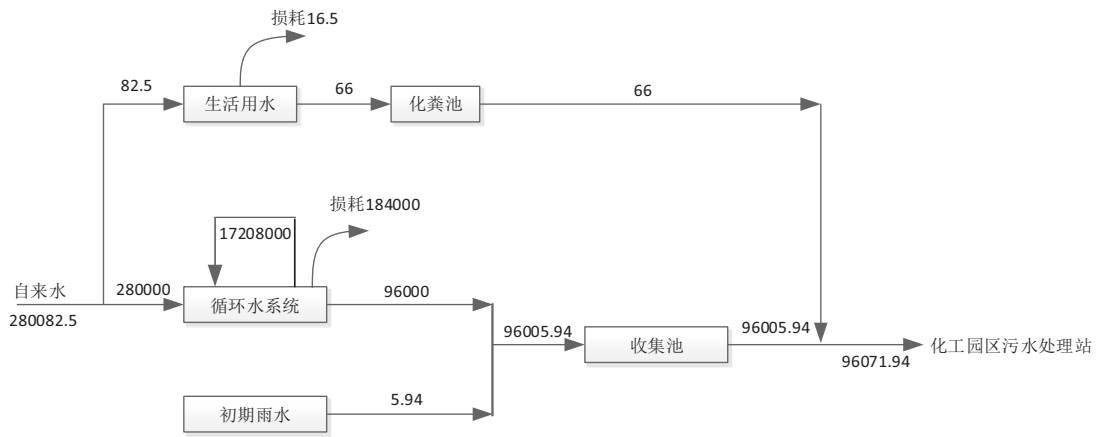 损耗16.5
82.5
生活用水
66
化粪池
66
损耗184000
17208000
自来水
280082.5
280000
循环水系统
96000
96005.94
收集池
96005.94
96071.94
化工园区污水处理站
初期雨水
5.94